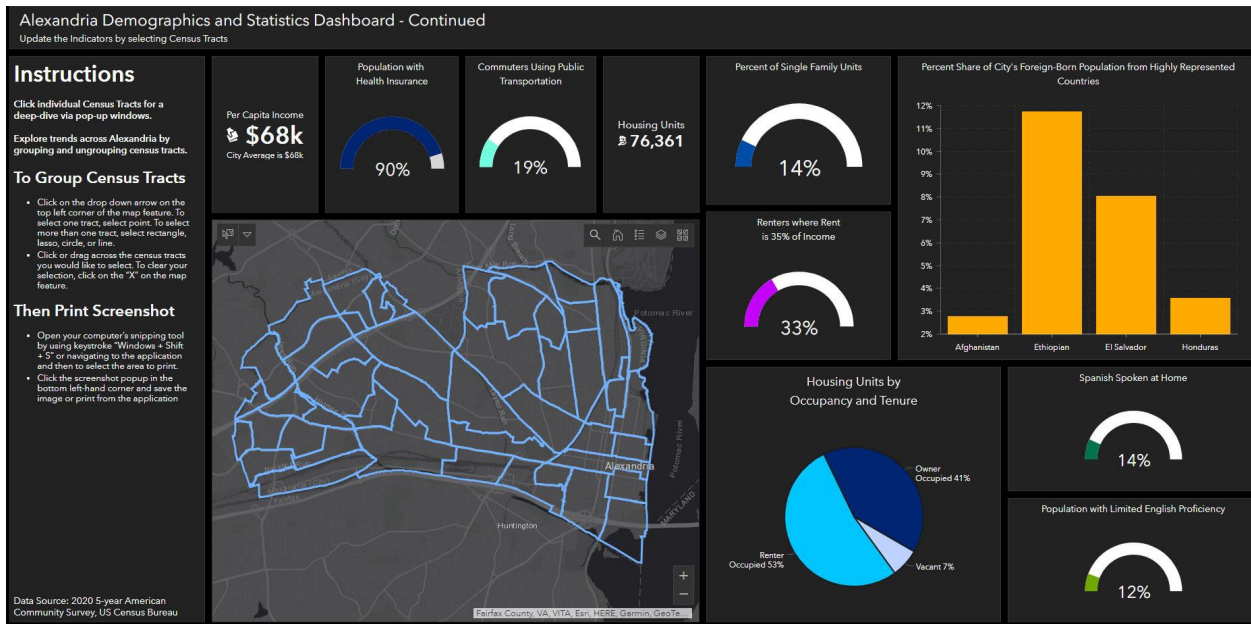 Alexandria Demographics and Statistics Dashboard - Continued
Update the Indicators by selecting Census Tracts
Instructions
Click individual Census Tracts for a
deep-dive via pop-up windows.
Explore trends across Alexandria by
grouping and ungrouping census tracts.
To Group Census Tracts
• Click on the drop down arrow on the
top left corner of the map feature. To
select one tract, select point. To select
more than one tract, select rectangle,
lasso, circle, or line.
• Click or drag across the census tracts
you would like to select. To clear your
selection, click on the "X" on the map
feature.
Then Print Screenshot
• Open your computer's snipping tool
by using keystroke "Windows + Shift
+ S" or navigating to the application
and then to select the area to print.
• Click the screenshot popup in the
bottom left-hand corner and save the
image or print from the application
Data Source: 2020 5-year American
Community Survey, US Census Bureau
Per Capita Income
$68k
City Average is $68k
Population with
Health Insurance
90%
Commuters Using Public
Transportation
19%
Housing Units
76,361
Potomac River
VIRGINIA
Potomac River
Alexandria
MARYLAND
Huntington
Fairfax
+
−
Fairfax County, VA, VITA, Esri, HERE, Garmin, GeoTe...
Percent of Single Family Units
14%
Renters where Rent
is 35% of Income
33%
Percent Share of City's Foreign-Born Population from Highly Represented
Countries
12%
11%
10%
9%
8%
7%
6%
5%
4%
3%
2%
Afghanistan
Ethiopian
El Salvador
Honduras
Housing Units by
Occupancy and Tenure
Owner
Occupied 41%
Renter
Occupied 53%
Vacant 7%
Spanish Spoken at Home
14%
Population with Limited English Proficiency
12%